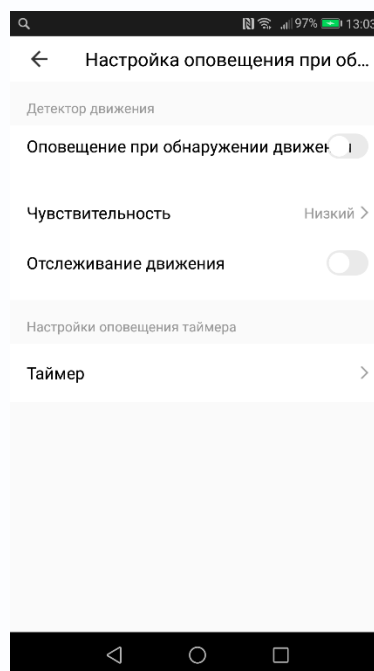 97% 13:03
Настройка оповещения при об...
Детектор движения
Оповещение при обнаружении
Чувствительность Низкий
Отслеживание движения
Настройки оповещения таймера
Таймер